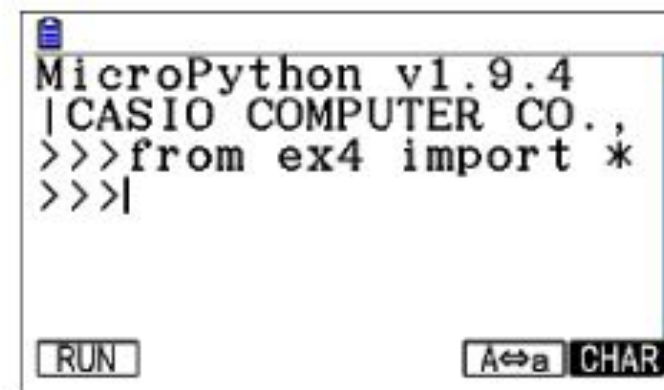 MicroPython v1.9.4
|CASIO COMPUTER CO.,
>>>from ex4 import *
>>>
RUN A⇔a CHAR